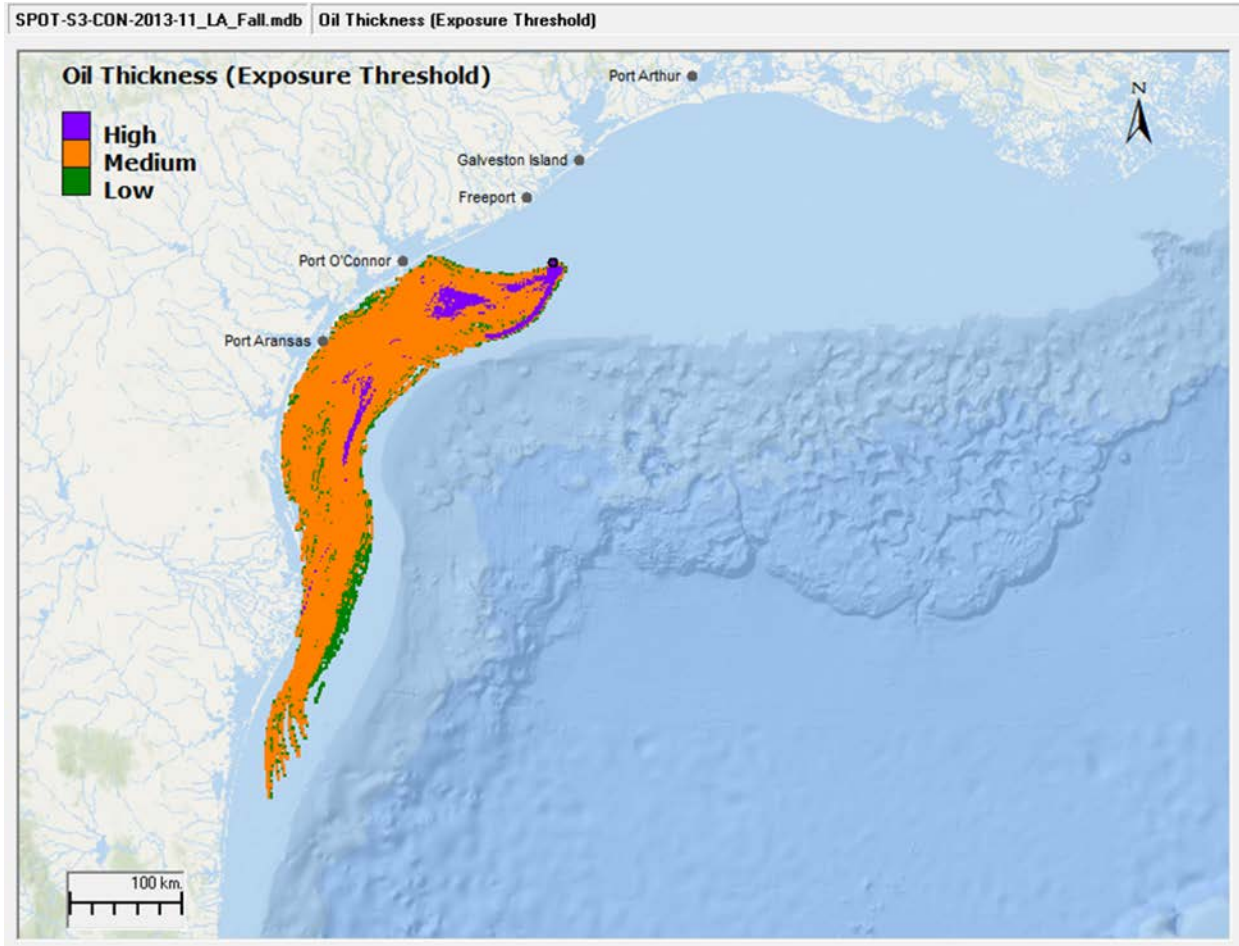 SPOT-S3-CON-2013-11_LA_Fall.mdb Oil Thickness (Exposure Threshold)
Oil Thickness (Exposure Threshold)
Port Arthur
N
High
Medium
Low
Galveston Island
Freeport
Port O'Connor
Port Aransas
100 km.